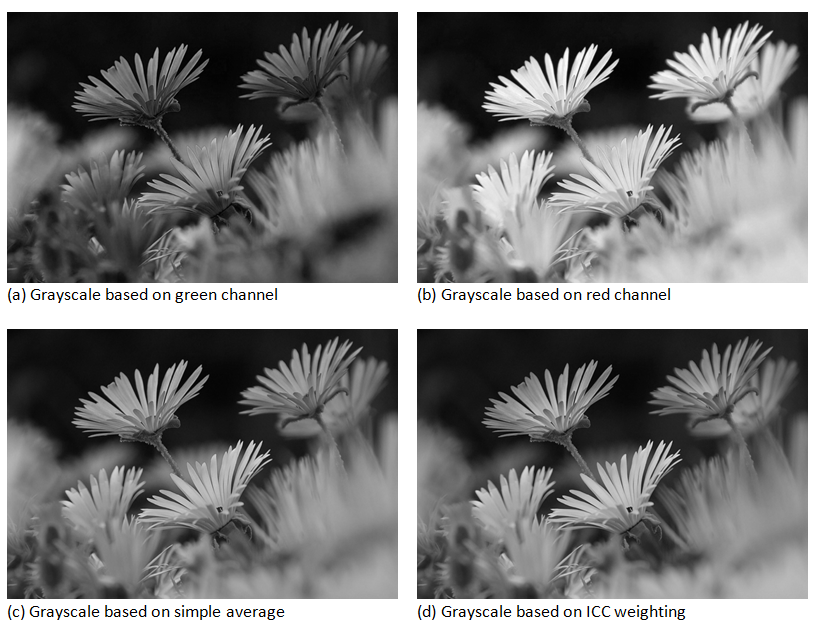 (a) Grayscale based on green channel
(b) Grayscale based on red channel
(c) Grayscale based on simple average
(d) Grayscale based on ICC weighting